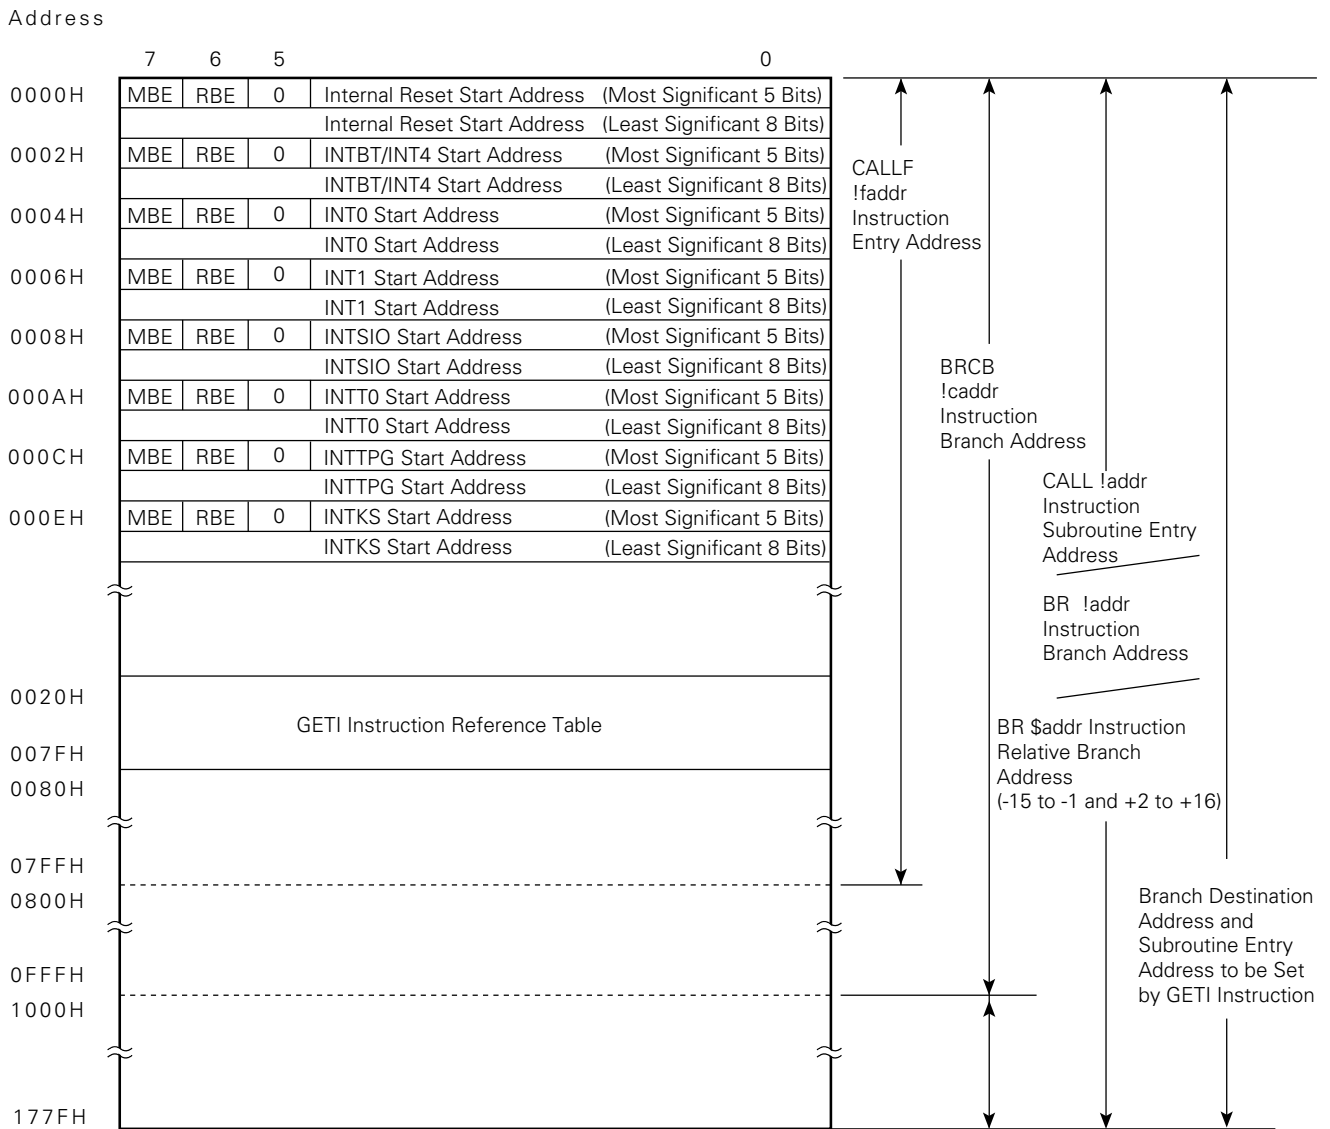 Address
7 6 5 0
0000H MBE RBE 0 Internal Reset Start Address (Most Significant 5 Bits)
Internal Reset Start Address (Least Significant 8 Bits)
0002H MBE RBE 0 INTBT/INT4 Start Address (Most Significant 5 Bits)
INTBT/INT4 Start Address (Least Significant 8 Bits)
0004H MBE RBE 0 INT0 Start Address (Most Significant 5 Bits)
INT0 Start Address (Least Significant 8 Bits)
0006H MBE RBE 0 INT1 Start Address (Most Significant 5 Bits)
INT1 Start Address (Least Significant 8 Bits)
0008H MBE RBE 0 INTSIO Start Address (Most Significant 5 Bits)
INTSIO Start Address (Least Significant 8 Bits)
000AH MBE RBE 0 INTT0 Start Address (Most Significant 5 Bits)
INTT0 Start Address (Least Significant 8 Bits)
000CH MBE RBE 0 INTTPG Start Address (Most Significant 5 Bits)
INTTPG Start Address (Least Significant 8 Bits)
000EH MBE RBE 0 INTKS Start Address (Most Significant 5 Bits)
INTKS Start Address (Least Significant 8 Bits)
0020H
GETI Instruction Reference Table
007FH
0080H
07FFH
0800H
0FFFH
1000H
177FH
CALLF
!faddr
Instruction
Entry Address
BRCB
!caddr
Instruction
Branch Address
CALL !addr
Instruction
Subroutine Entry
Address
BR !addr
Instruction
Branch Address
BR $addr Instruction
Relative Branch
Address
(-15 to -1 and +2 to +16)
Branch Destination
Address and
Subroutine Entry
Address to be Set
by GETI Instruction